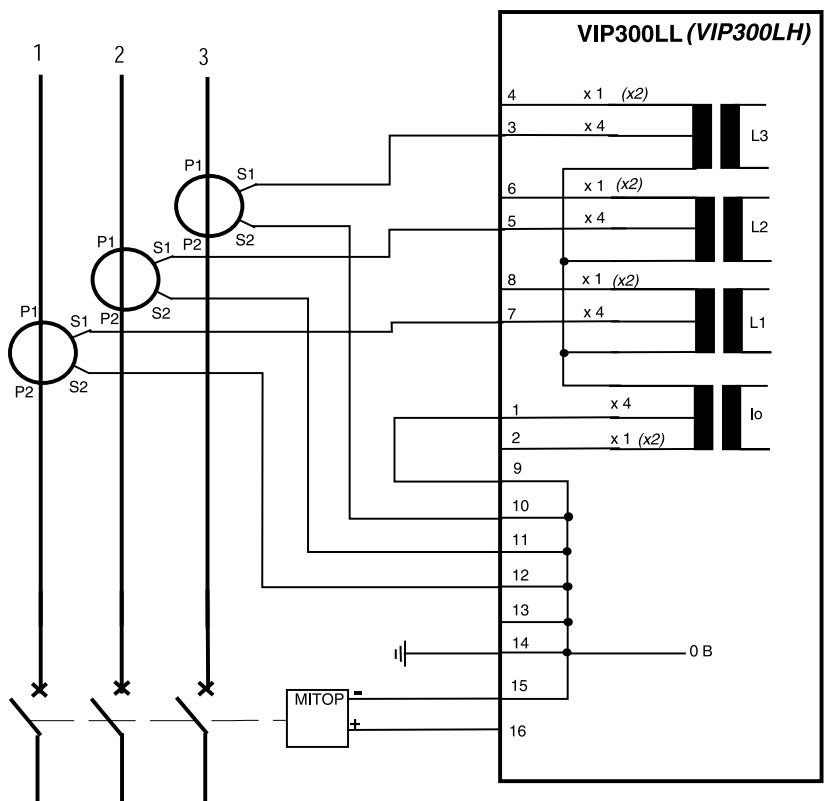 VIP300LL (VIP300LH)
1 2 3
4 x 1 (x2)
3 x 4 L3
P1 S1
P2 S2
6 x 1 (x2)
5 x 4 L2
P1 S1
P2 S2
8 x 1 (x2)
7 x 4 L1
P1 S1
P2 S2
1 x 4 Io
2 x 1 (x2)
9
10
11
12
13
14 0 B
15
MITOP -
+
16